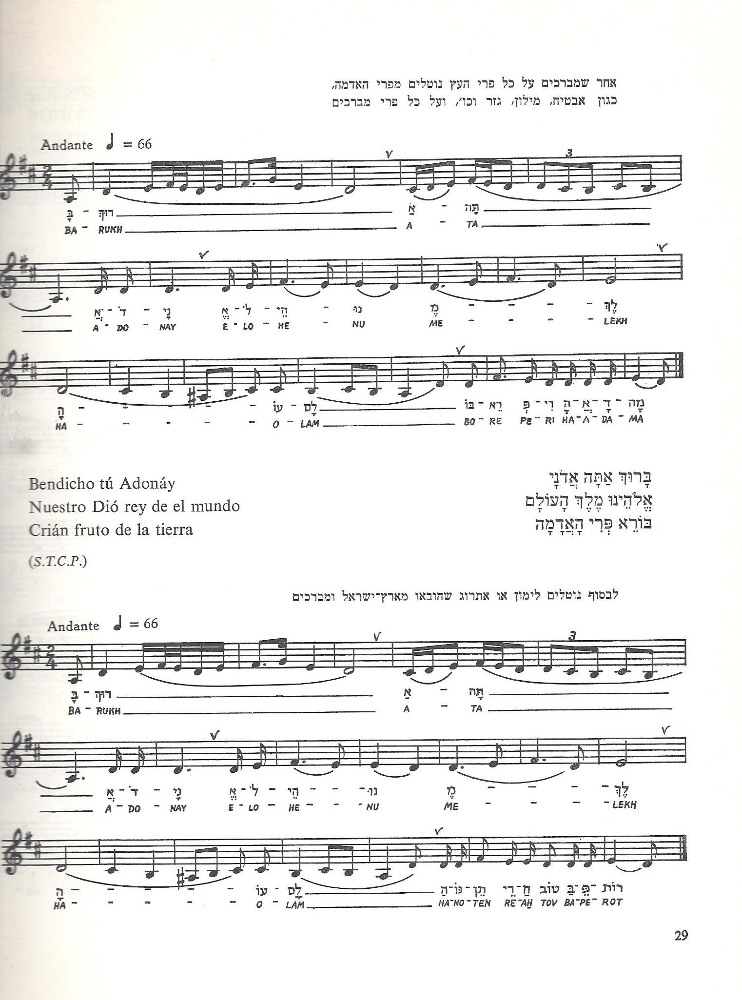 אחר שמברכים על כל פרי העץ נוטלים מפרי האדמה,
כגון אבטיח, מילון, גזר וכו', ועל כל פרי מברכים
Andante ♩ = 66
3
בָּ - רוּךְ אַ - תָּה
BA - RUKH A - TA
אֲ - דֹ - נָי אֱ - לֹ - הֵי - נוּ מֶ - - - - לֶךְ
A - DO - NAY E - LO - HE - NU ME - - - - LEKH
הָ - - - - - עוֹ - לָם בּוֹ - רֵא פְּ - רִי הָ - אֲ - דָ - מָה
HA - - - - - O - LAM BO - RE PE - RI HA - A - DA - MA
Bendicho tú Adonáy
Nuestro Dió rey de el mundo
Crián fruto de la tierra
(S.T.C.P.)
בָּרוּךְ אַתָּה אֲדֹנָי
אֱלֹהֵינוּ מֶלֶךְ הָעוֹלָם
בּוֹרֵא פְּרִי הָאֲדָמָה
לבסוף נוטלים לימון או אתרוג שהובאו מארץ־ישראל ומברכים
Andante ♩ = 66
3
בָּ - רוּךְ אַ - תָּה
BA - RUKH A - TA
אֲ - דֹ - נָי אֱ - לֹ - הֵי - - - נוּ מֶ - - - - לֶךְ
A - DO - NAY E - LO - HE - - - NU ME - - - - LEKH
הָ - - - - - עוֹ - לָם הַ - נּוֹ - תֵן רֵי - חַ טוֹב בַּ - פֵּ - רוֹת
HA - - - - - O - LAM HA - NO - TEN RE - AH TOV BA - PE - ROT
29